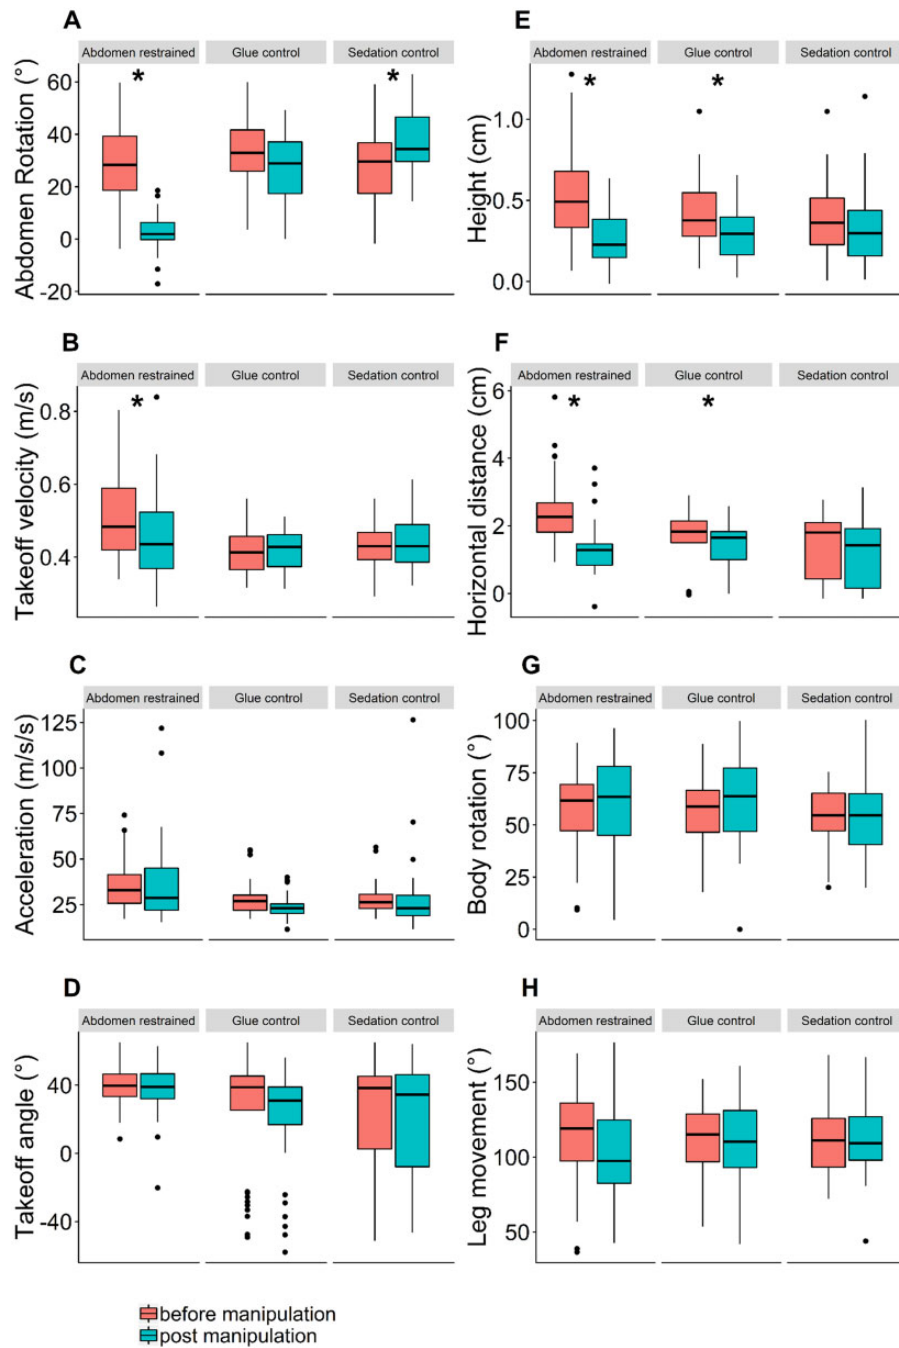 A
Abdomen restrained Glue control Sedation control
* *
Abdomen Rotation (°)
60
40
20
0
-20
B
Abdomen restrained Glue control Sedation control
*
Takeoff velocity (m/s)
0.8
0.6
0.4
C
Abdomen restrained Glue control Sedation control
Acceleration (m/s/s)
125
100
75
50
25
D
Abdomen restrained Glue control Sedation control
Takeoff angle (°)
40
0
-40
E
Abdomen restrained Glue control Sedation control
* *
Height (cm)
1.0
0.5
0.0
F
Abdomen restrained Glue control Sedation control
* *
Horizontal distance (cm)
6
4
2
0
G
Abdomen restrained Glue control Sedation control
Body rotation (°)
100
75
50
25
0
H
Abdomen restrained Glue control Sedation control
Leg movement (°)
150
100
50
before manipulation
post manipulation